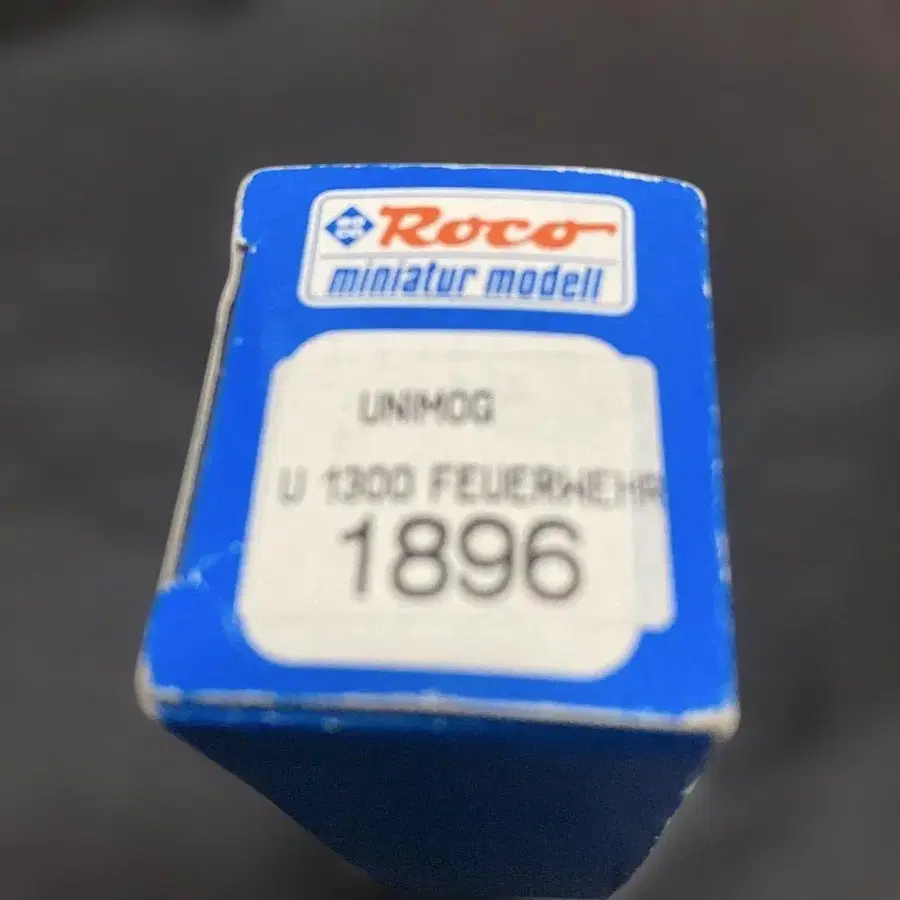 Roco
miniatur modell
UNIMOG
U 1300 FEUERWEHR
1896